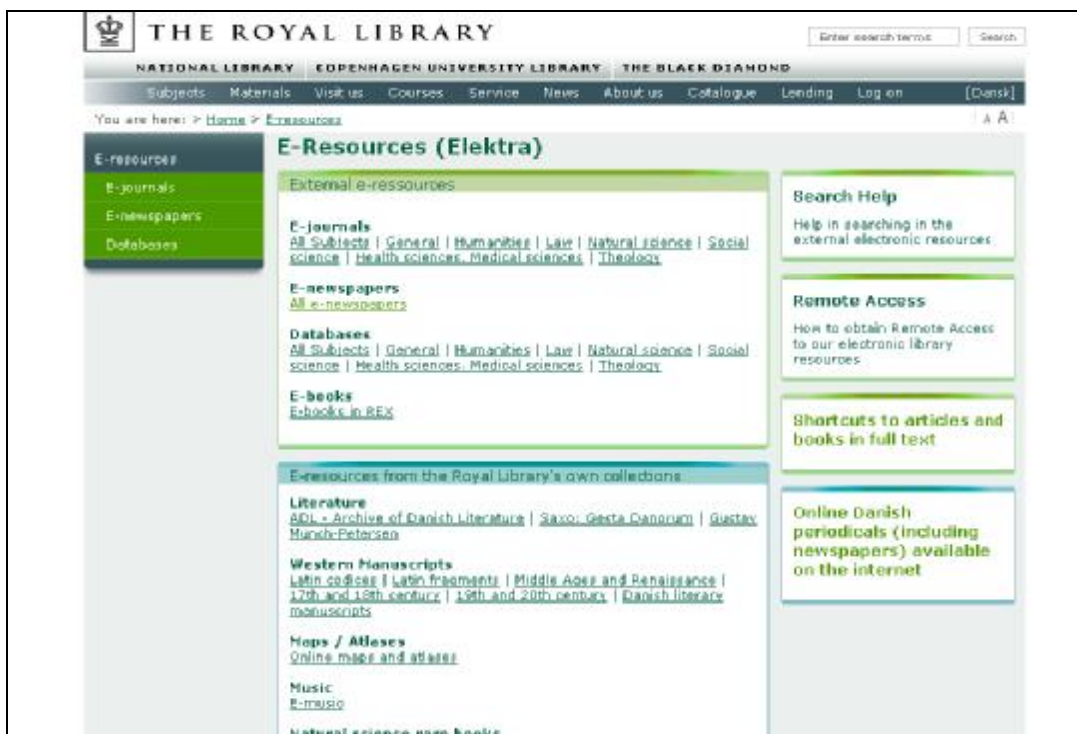 THE ROYAL LIBRARY
Enter search terms
Search
NATIONAL LIBRARY COPENHAGEN UNIVERSITY LIBRARY THE BLACK DIAMOND
Subjects Materials Visit us Courses Service News About us Catalogue Lending Log on [Dansk]
You are here: > Home > E-resources
A A
E-resources
E-journals
E-newspapers
Databases
E-Resources (Elektra)
External e-ressources
E-journals
All Subjects | General | Humanities | Law | Natural science | Social
science | Health sciences, Medical sciences | Theology
E-newspapers
All e-newspapers
Databases
All Subjects | General | Humanities | Law | Natural science | Social
science | Health sciences, Medical sciences | Theology
E-books
E-books in REX
E-resources from the Royal Library's own collections
Literature
ADL - Archive of Danish Literature | Saxo: Gesta Danorum | Gustav
Munch-Petersen
Western Manuscripts
Latin codices | Latin fragments | Middle Ages and Renaissance |
17th and 18th century | 19th and 20th century | Danish literary
manuscripts
Maps / Atlases
Online maps and atlases
Music
E-music
Natural science rare books
Search Help
Help in searching in the
external electronic resources
Remote Access
How to obtain Remote Access
to our electronic library
resources
Shortcuts to articles and
books in full text
Online Danish
periodicals (including
newspapers) available
on the internet